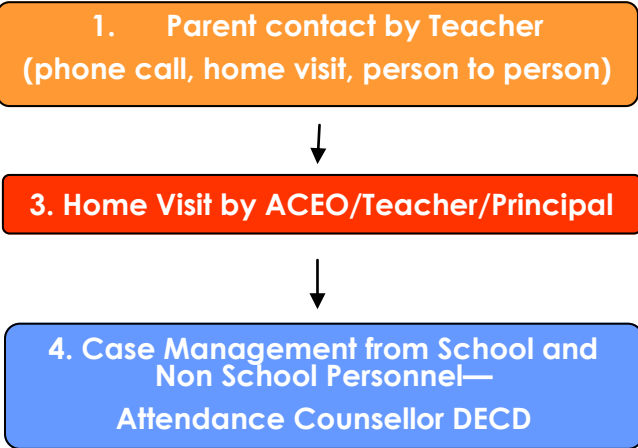 1. Parent contact by Teacher
(phone call, home visit, person to person)
3. Home Visit by ACEO/Teacher/Principal
4. Case Management from School and
Non School Personnel—
Attendance Counsellor DECD